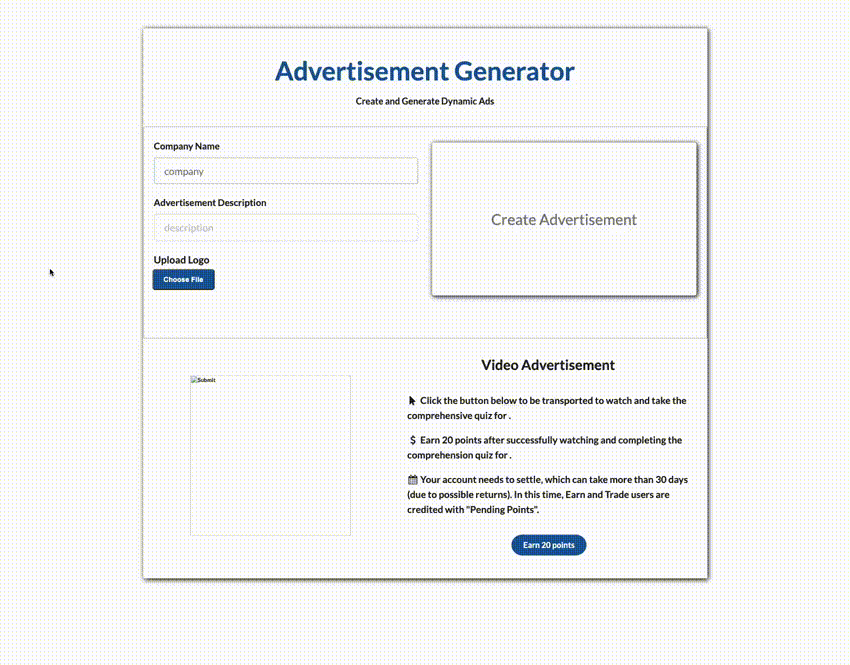 Advertisement Generator
Create and Generate Dynamic Ads
Company Name
company
Advertisement Description
description
Upload Logo
Choose File
Create Advertisement
Submit
Video Advertisement
Click the button below to be transported to watch and take the
comprehensive quiz for .
$ Earn 20 points after successfully watching and completing the
comprehension quiz for .
Your account needs to settle, which can take more than 30 days
(due to possible returns). In this time, Earn and Trade users are
credited with "Pending Points".
Earn 20 points